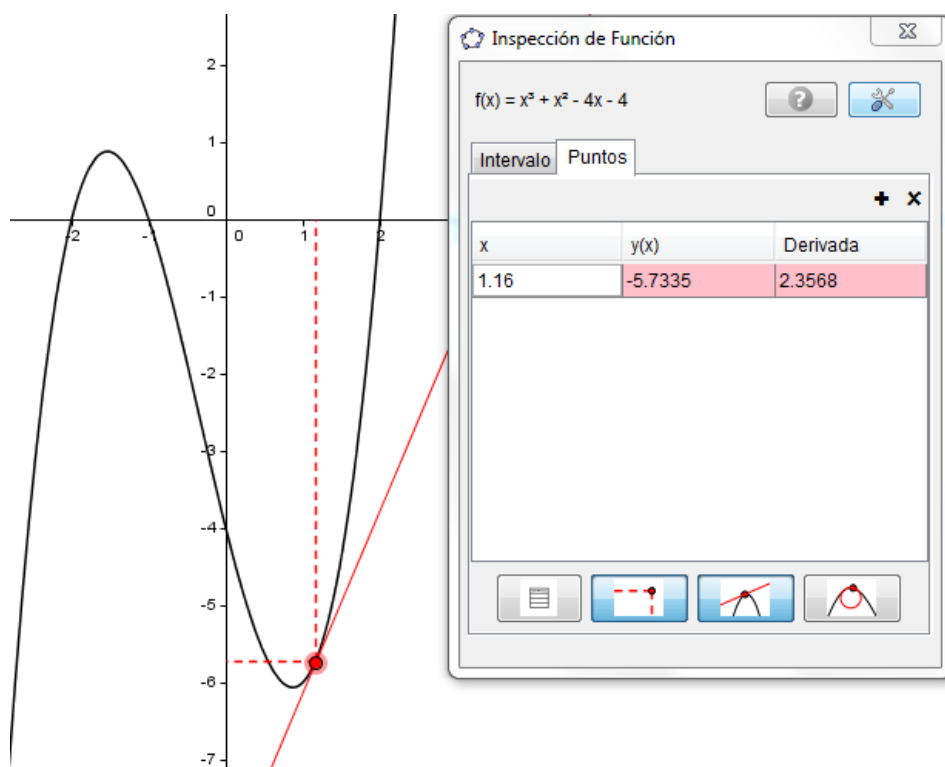 Inspección de Función
f(x) = x³ + x² - 4x - 4
Intervalo Puntos
x y(x) Derivada
1.16 -5.7335 2.3568
2
1
0
-2 -1 0 1 2
-1
-2
-3
-4
-5
-6
-7